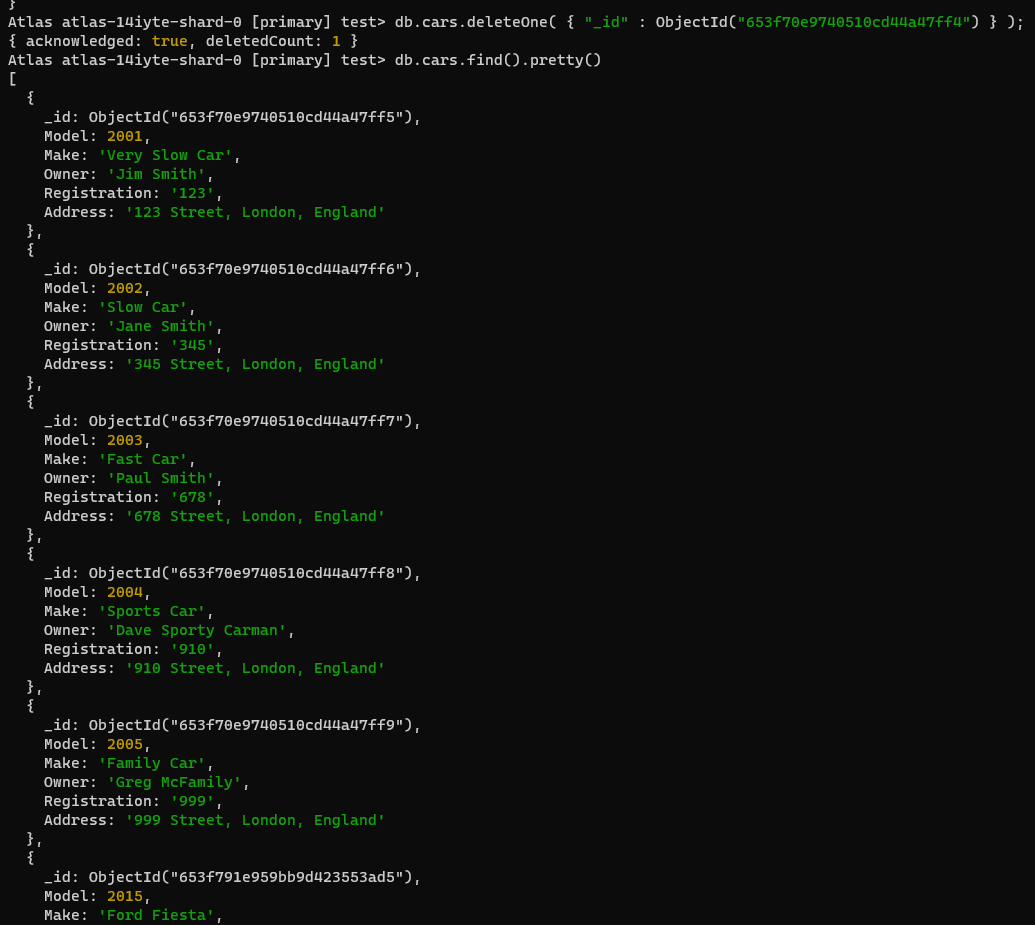 }
Atlas atlas-14iyte-shard-0 [primary] test> db.cars.deleteOne( { "_id" : ObjectId("653f70e9740510cd44a47ff4") } );
{ acknowledged: true, deletedCount: 1 }
Atlas atlas-14iyte-shard-0 [primary] test> db.cars.find().pretty()
[
  {
    _id: ObjectId("653f70e9740510cd44a47ff5"),
    Model: 2001,
    Make: 'Very Slow Car',
    Owner: 'Jim Smith',
    Registration: '123',
    Address: '123 Street, London, England'
  },
  {
    _id: ObjectId("653f70e9740510cd44a47ff6"),
    Model: 2002,
    Make: 'Slow Car',
    Owner: 'Jane Smith',
    Registration: '345',
    Address: '345 Street, London, England'
  },
  {
    _id: ObjectId("653f70e9740510cd44a47ff7"),
    Model: 2003,
    Make: 'Fast Car',
    Owner: 'Paul Smith',
    Registration: '678',
    Address: '678 Street, London, England'
  },
  {
    _id: ObjectId("653f70e9740510cd44a47ff8"),
    Model: 2004,
    Make: 'Sports Car',
    Owner: 'Dave Sporty Carman',
    Registration: '910',
    Address: '910 Street, London, England'
  },
  {
    _id: ObjectId("653f70e9740510cd44a47ff9"),
    Model: 2005,
    Make: 'Family Car',
    Owner: 'Greg McFamily',
    Registration: '999',
    Address: '999 Street, London, England'
  },
  {
    _id: ObjectId("653f791e959bb9d423553ad5"),
    Model: 2015,
    Make: 'Ford Fiesta',